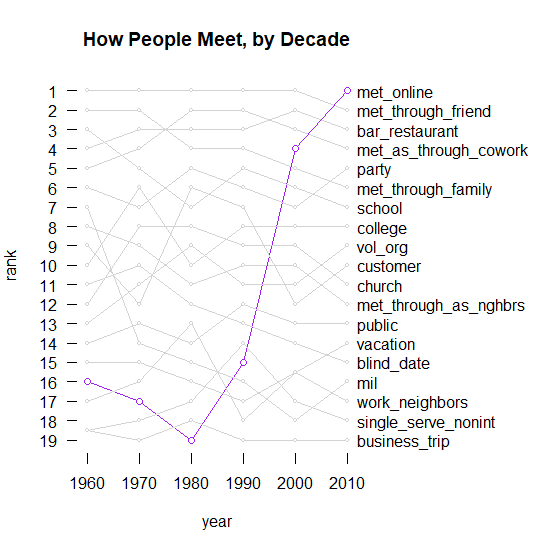 How People Meet, by Decade
1
2
3
4
5
6
7
8
9
10
11
12
13
14
15
16
17
18
19
rank
met_online
met_through_friend
bar_restaurant
met_as_through_cowork
party
met_through_family
school
college
vol_org
customer
church
met_through_as_nghbrs
public
vacation
blind_date
mil
work_neighbors
single_serve_nonint
business_trip
1960 1970 1980 1990 2000 2010
year